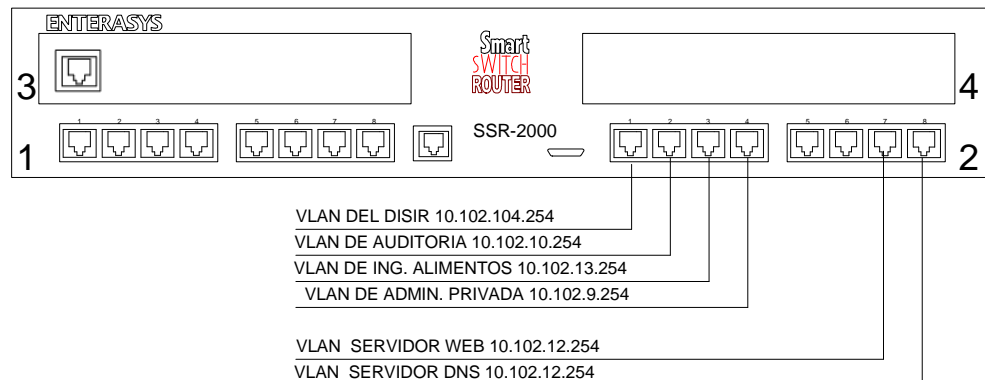 ENTERASYS
Smart
SWITCH
ROUTER
3
4
1 2 3 4 5 6 7 8
SSR-2000
1 2 3 4 5 6 7 8
1
2
VLAN DEL DISIR 10.102.104.254
VLAN DE AUDITORIA 10.102.10.254
VLAN DE ING. ALIMENTOS 10.102.13.254
VLAN DE ADMIN. PRIVADA 10.102.9.254
VLAN SERVIDOR WEB 10.102.12.254
VLAN SERVIDOR DNS 10.102.12.254